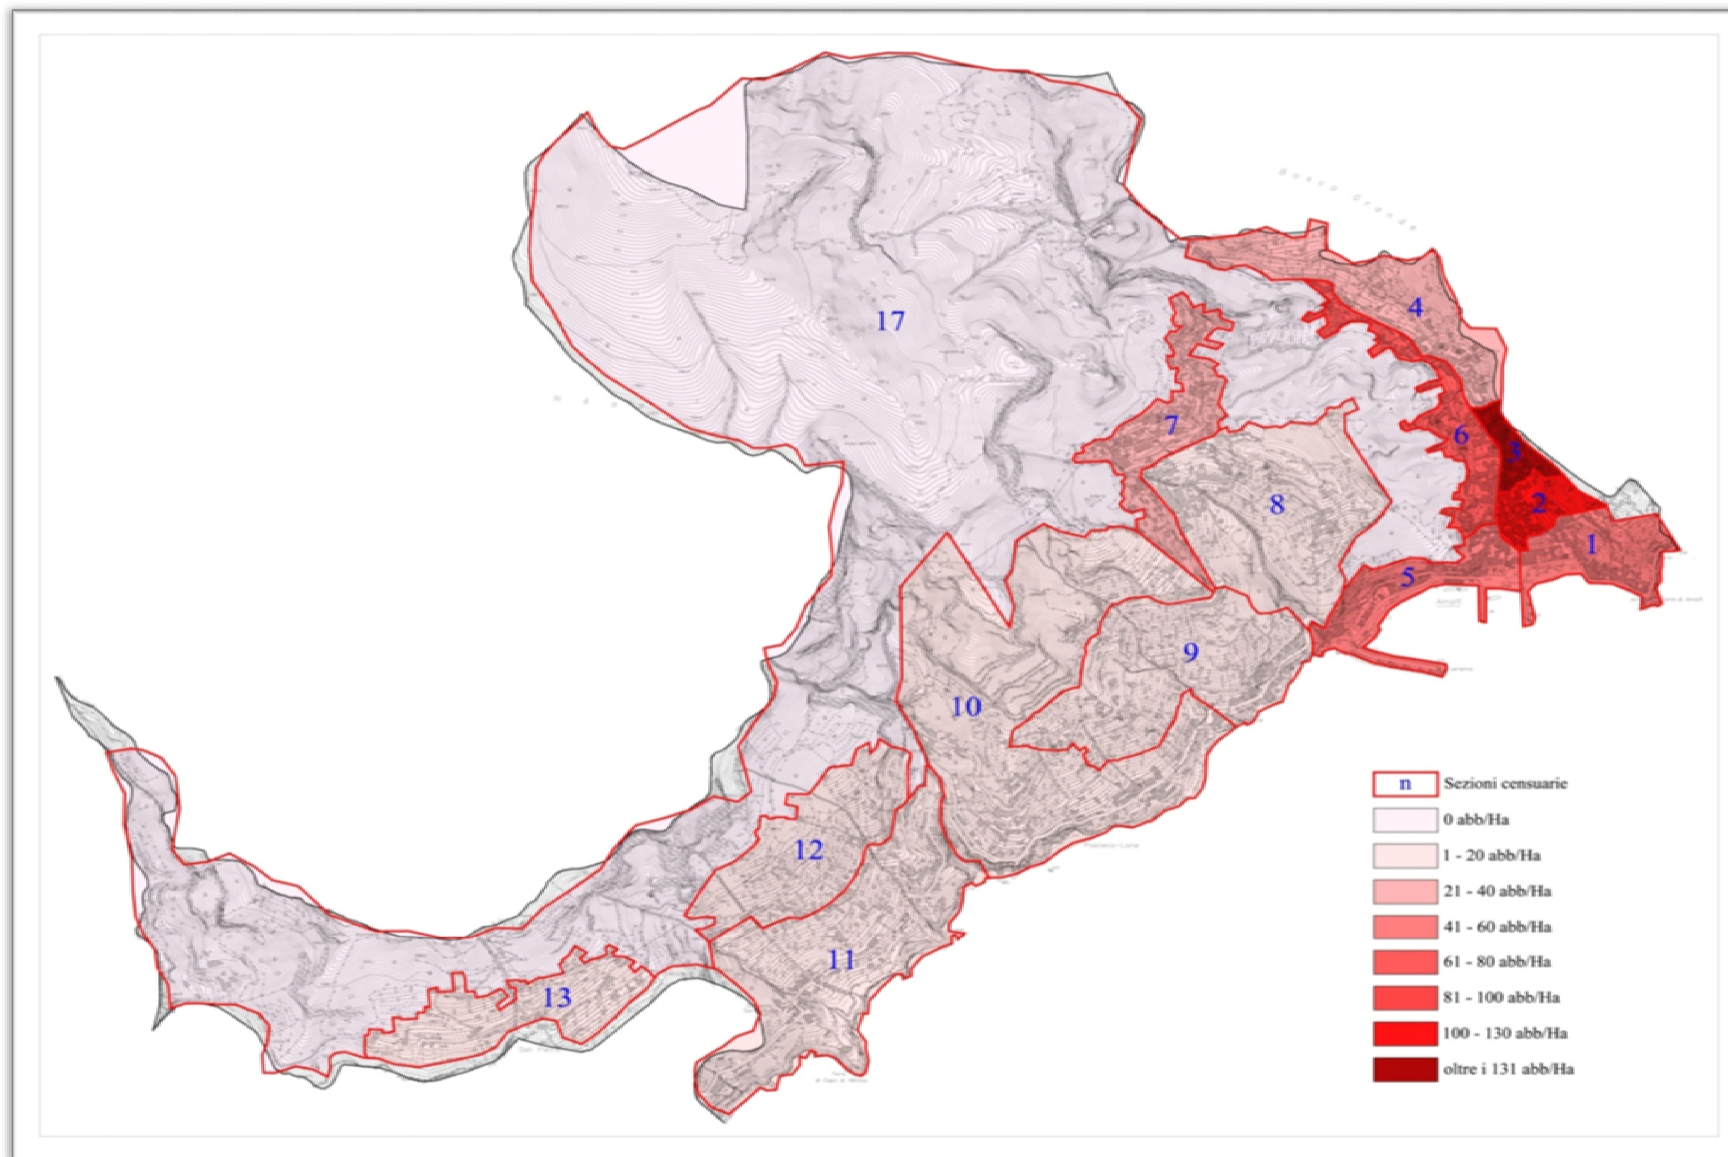 17
4
7
6
3
8
2
1
5
9
10
12
11
13
n Sezioni censuarie
0 abb/Ha
1 - 20 abb/Ha
21 - 40 abb/Ha
41 - 60 abb/Ha
61 - 80 abb/Ha
81 - 100 abb/Ha
100 - 130 abb/Ha
oltre i 131 abb/Ha